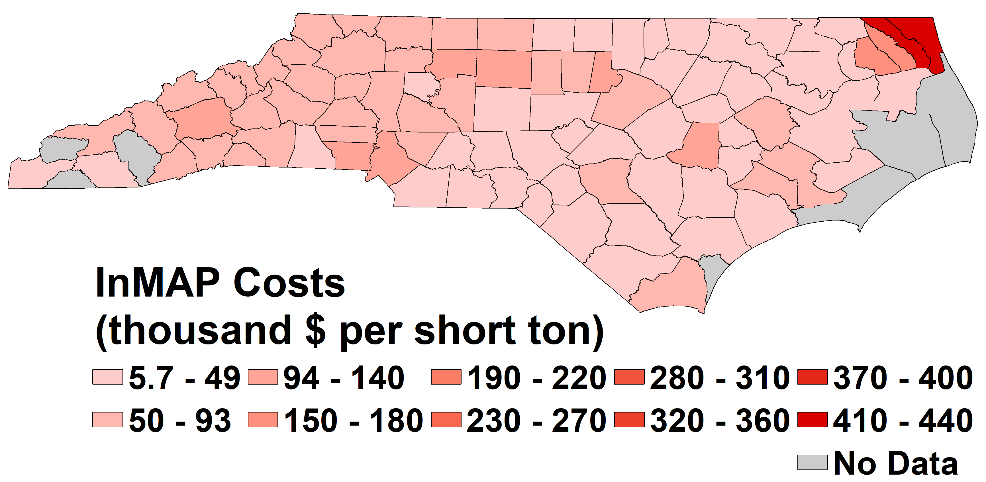 InMAP Costs
(thousand $ per short ton)
5.7 - 49 94 - 140 190 - 220 280 - 310 370 - 400
50 - 93 150 - 180 230 - 270 320 - 360 410 - 440
No Data